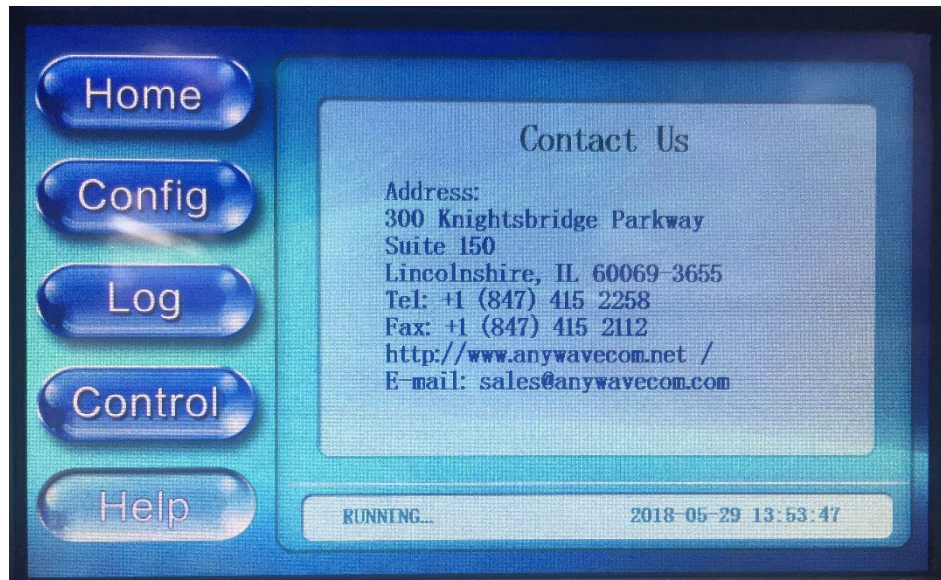 Home
Config
Log
Control
Help
Contact Us
Address:
300 Knightsbridge Parkway
Suite 150
Lincolnshire, IL 60069-3655
Tel: +1 (847) 415 2258
Fax: +1 (847) 415 2112
http://www.anywavecom.net /
E-mail: sales@anywavecom.com
RUNNING...
2018-05-29 13:53:47